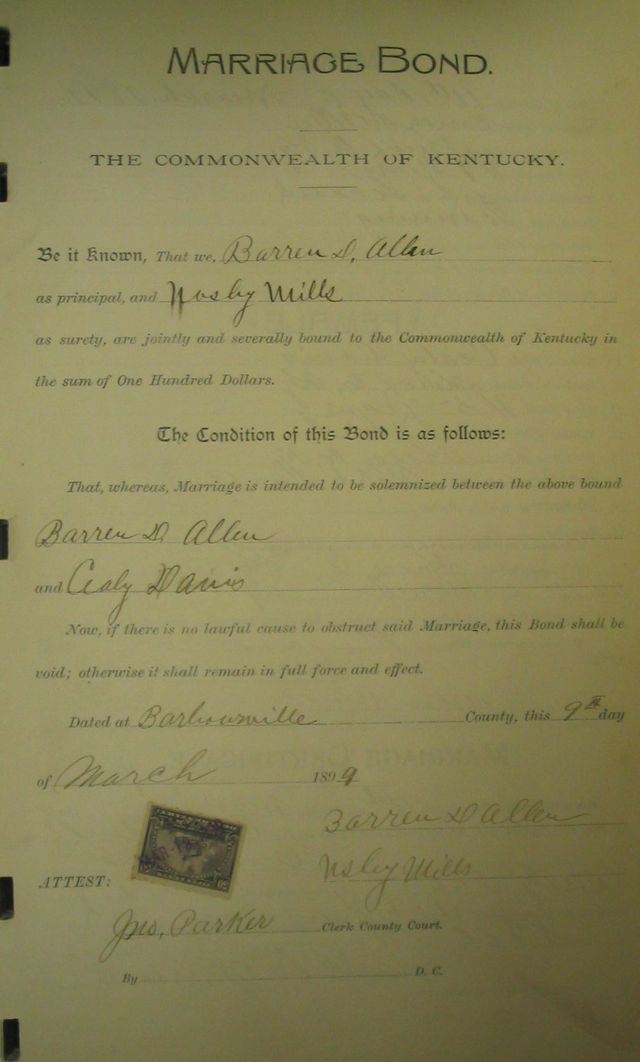 MARRIAGE BOND.
THE COMMONWEALTH OF KENTUCKY.
Be it Known, That we, Barren D. Allen
as principal, and Nosby Mills
as surety, are jointly and severally bound to the Commonwealth of Kentucky in
the sum of One Hundred Dollars.
The Condition of this Bond is as follows:
That, whereas, Marriage is intended to be solemnized between the above bound
Barren D. Allen
and Davis
Now, if there is no lawful cause to obstruct said Marriage, this Bond shall be
void; otherwise it shall remain in full force and effect.
Dated at Barbourville County, this 9th day
of March 1899
Barren D Allen
Mills
ATTEST:
Jno, Parker Clerk County Court.
By D. C.